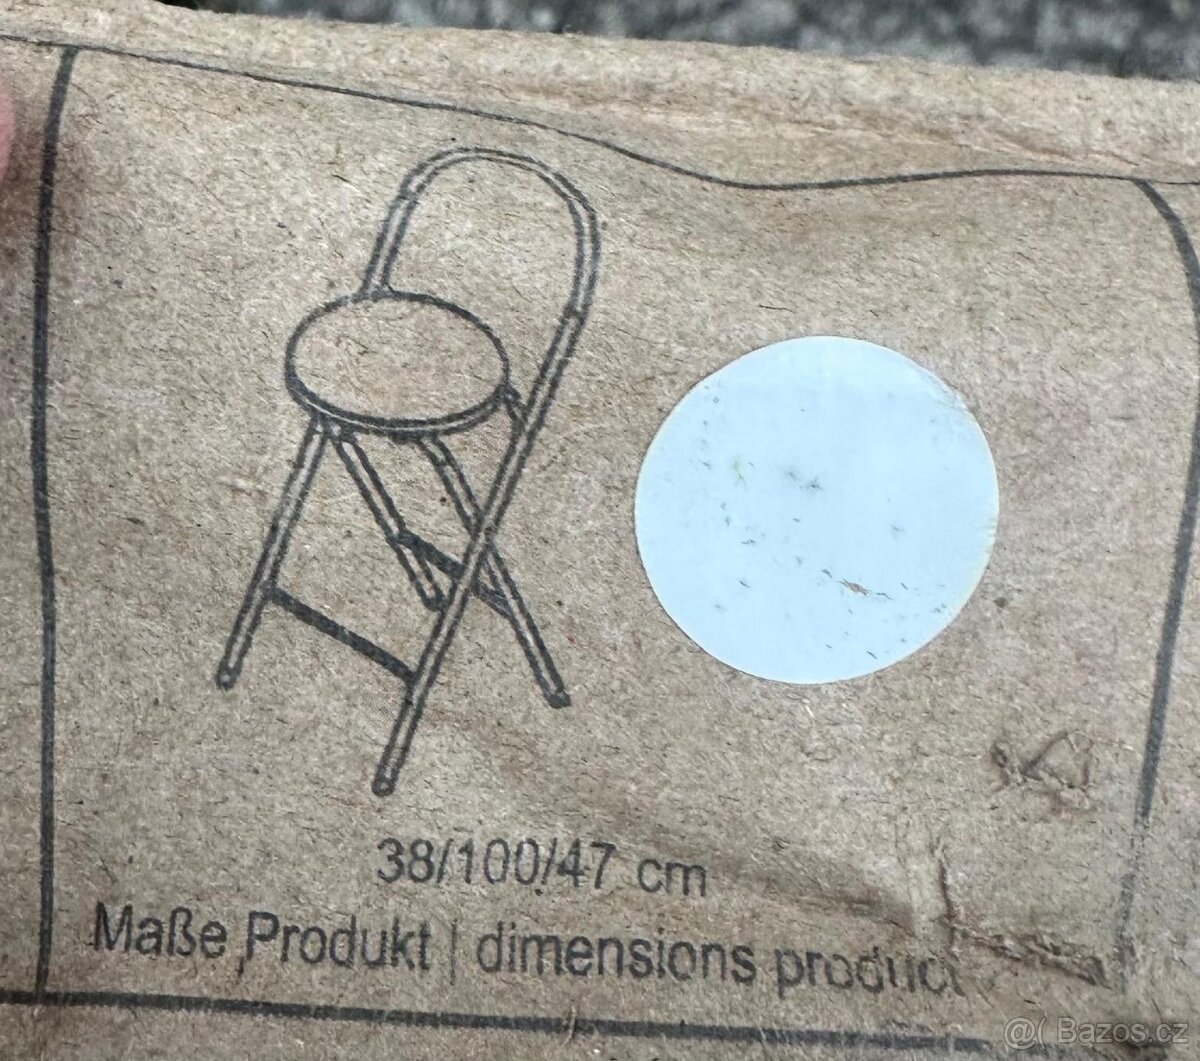 38/100/47 cm
Maße Produkt | dimensions product
@( Bazos.cz